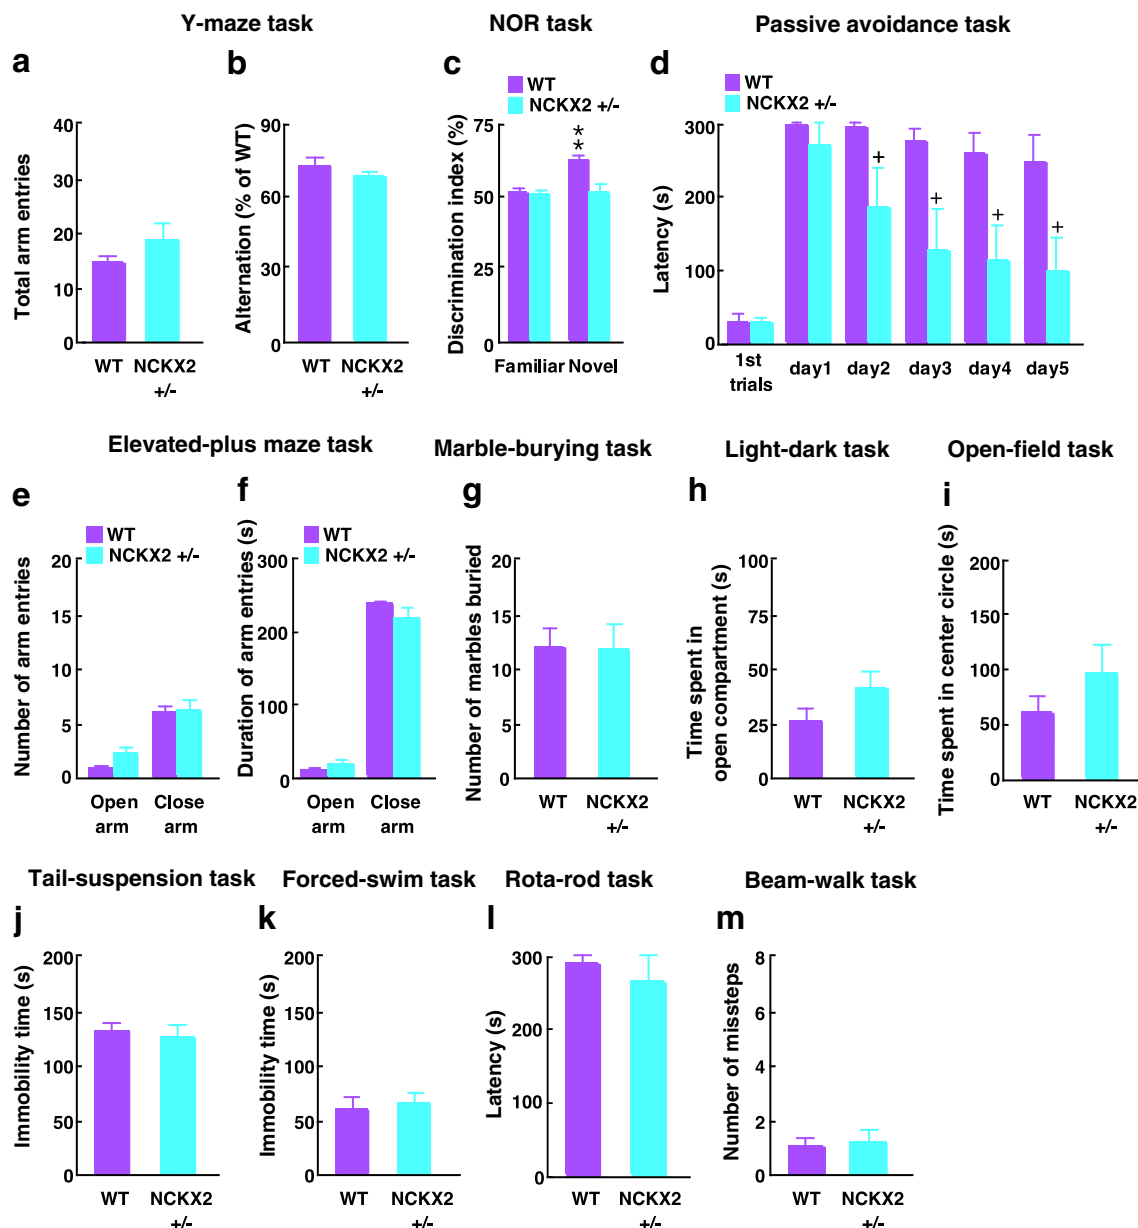 Y-maze task
NOR task
Passive avoidance task
a
Total arm entries
40
30
20
10
0
WT
NCKX2
+/-
b
Alternation (% of WT)
90
60
30
0
WT
NCKX2
+/-
c
WT
NCKX2 +/-
Discrimination index (%)
75
50
25
0
**
Familiar Novel
d
WT
NCKX2 +/-
Latency (s)
300
200
100
0
+
+
+
+
1st
trials
day1
day2
day3
day4
day5
Elevated-plus maze task
Marble-burying task
Light-dark task
Open-field task
e
WT
NCKX2 +/-
Number of arm entries
20
15
10
5
0
Open
arm
Close
arm
f
WT
NCKX2 +/-
Duration of arm entries (s)
300
200
100
0
Open
arm
Close
arm
g
Number of marbles buried
20
15
10
5
0
WT
NCKX2
+/-
h
Time spent in
open compartment (s)
100
75
50
25
0
WT
NCKX2
+/-
i
Time spent in center circle (s)
200
150
100
50
0
WT
NCKX2
+/-
Tail-suspension task
Forced-swim task
Rota-rod task
Beam-walk task
j
Immobility time (s)
200
150
100
50
0
WT
NCKX2
+/-
k
Immobility time (s)
200
150
100
50
0
WT
NCKX2
+/-
l
Latency (s)
300
200
100
0
WT
NCKX2
+/-
m
Number of missteps
8
6
4
2
0
WT
NCKX2
+/-